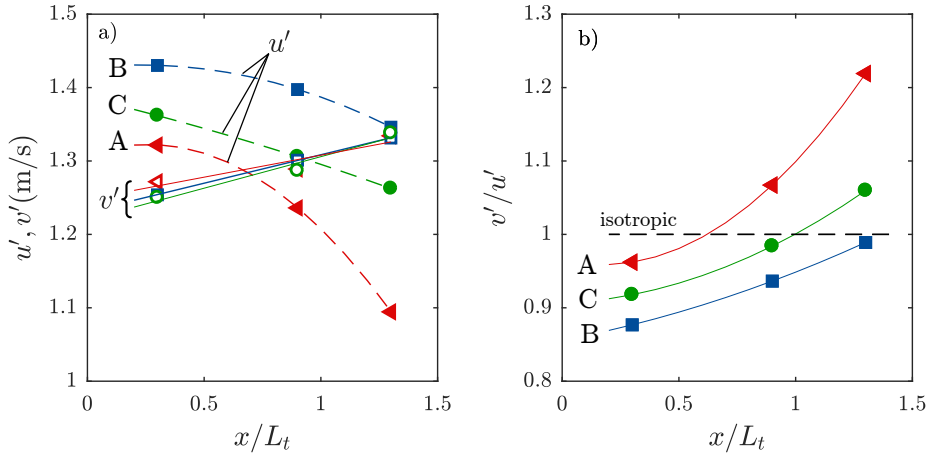 a)
1.5
1.4
1.3
1.2
1.1
1
u′, v′(m/s)
B
C
A
u′
v′
0
0.5
1
1.5
x/L_t
b)
1.3
1.2
1.1
1
0.9
0.8
v′/u′
isotropic
A
C
B
0
0.5
1
1.5
x/L_t